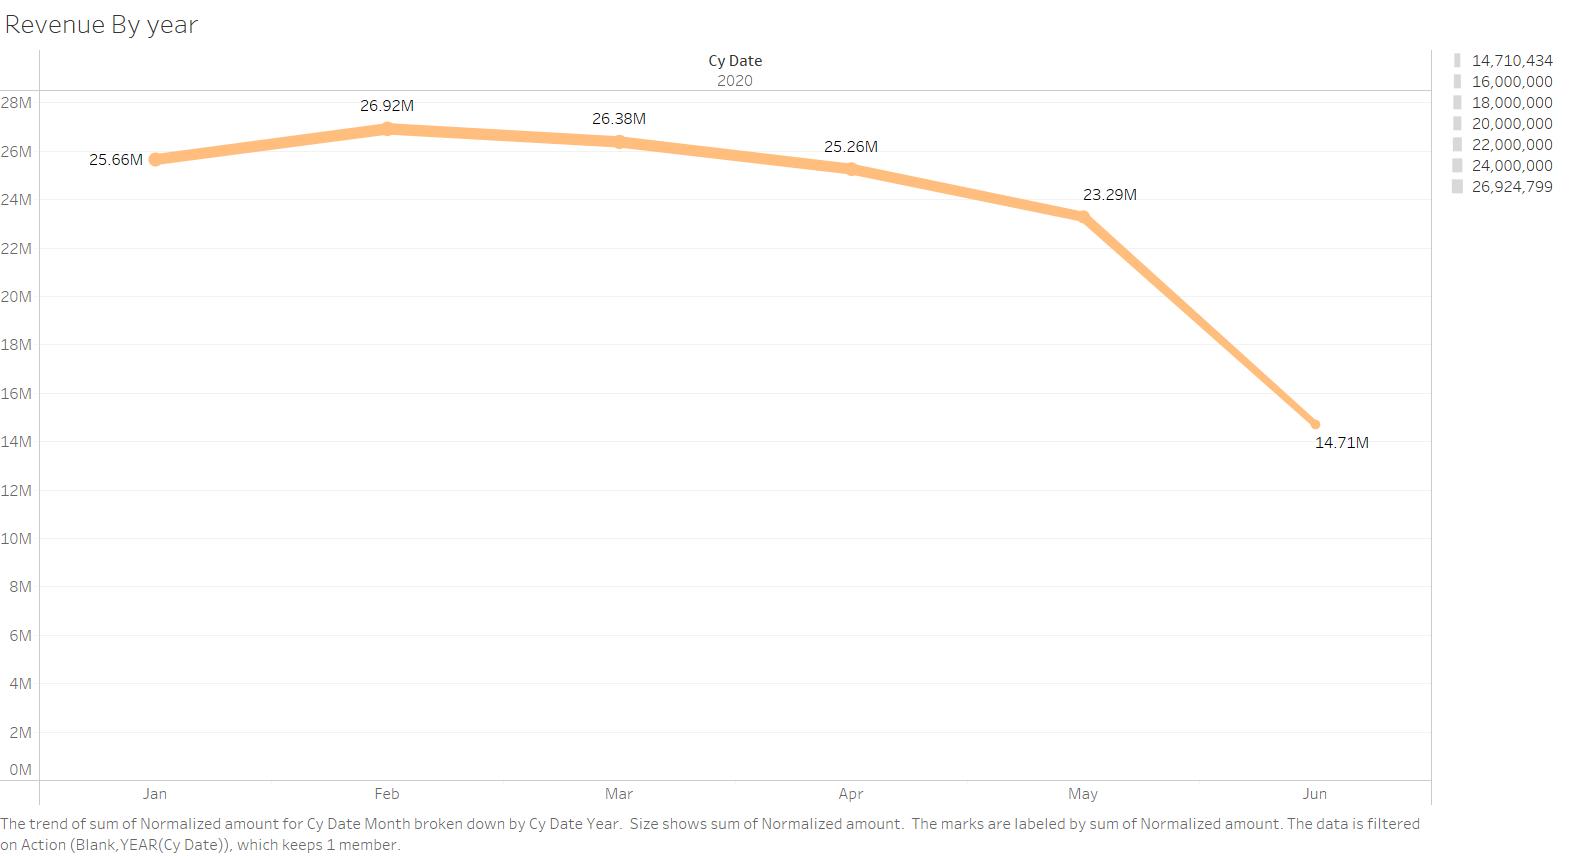 Revenue By year
Cy Date
2020
14,710,434
16,000,000
18,000,000
20,000,000
22,000,000
24,000,000
26,924,799
28M
26M
24M
22M
20M
18M
16M
14M
12M
10M
8M
6M
4M
2M
0M
25.66M
26.92M
26.38M
25.26M
23.29M
14.71M
Jan
Feb
Mar
Apr
May
Jun
The trend of sum of Normalized amount for Cy Date Month broken down by Cy Date Year.  Size shows sum of Normalized amount.  The marks are labeled by sum of Normalized amount. The data is filtered
on Action (Blank,YEAR(Cy Date)), which keeps 1 member.